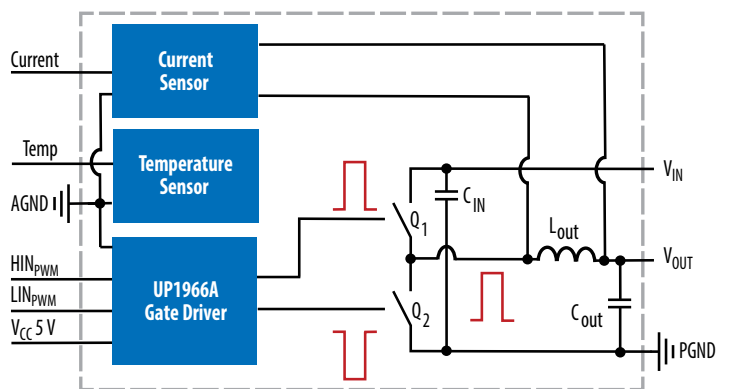 Current
Current
Sensor
Temp
Temperature
Sensor
V_IN
C_IN
AGND
Q_1
L_out
HIN_PWM
UP1966A
Gate Driver
V_OUT
LIN_PWM
Q_2
C_out
V_CC 5 V
PGND